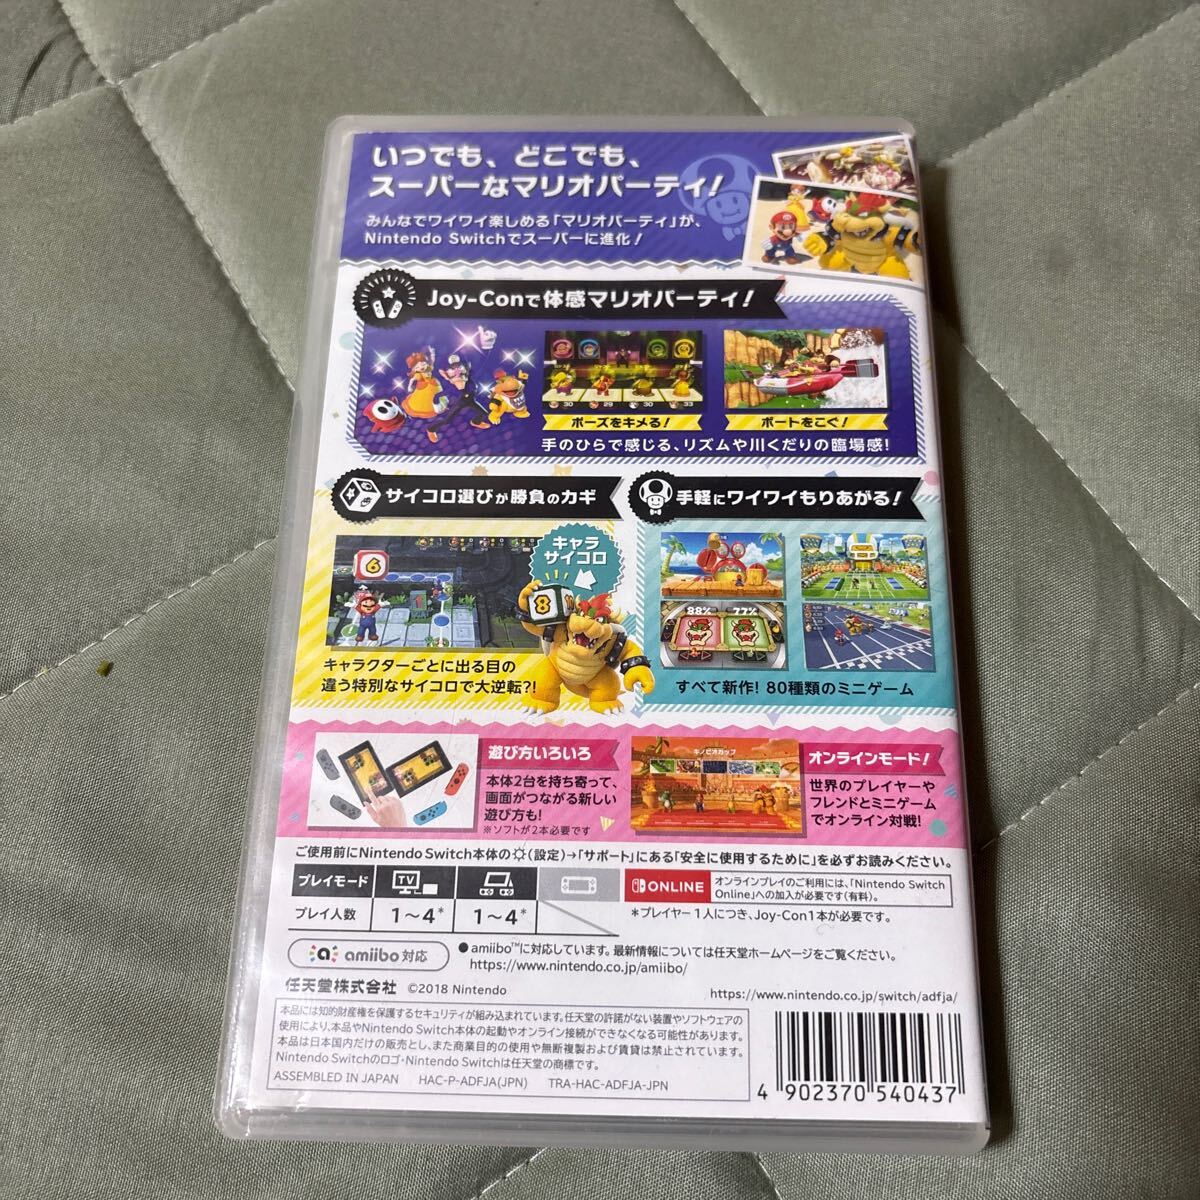 いつでも、どこでも、
スーパーなマリオパーティ!
みんなでワイワイ楽しめる「マリオパーティ」が、
Nintendo Switchでスーパーに進化!
Joy-Conで体感マリオパーティ!
30 29 30 33
ポーズをキメる!
ボートをこぐ!
手のひらで感じる、リズムや川くだりの臨場感!
サイコロ選びが勝負のカギ
キャラ
サイコロ
6
8
キャラクターごとに出る目の
違う特別なサイコロで大逆転?!
手軽にワイワイもりあがる!
88% 77%
すべて新作! 80種類のミニゲーム
遊び方いろいろ
本体2台を持ち寄って、
画面がつながる新しい
遊び方も!
※ソフトが2本必要です
キノピオカップ
オンラインモード!
世界のプレイヤーや
フレンドとミニゲーム
でオンライン対戦!
ご使用前にNintendo Switch本体の(設定)→「サポート」にある「安全に使用するために」を必ずお読みください。
プレイモード TV
プレイ人数 1～4* 1～4*
ONLINE
オンラインプレイのご利用には、「Nintendo Switch
Online」への加入が必要です(有料)。
*プレイヤー1人につき、Joy-Con1本が必要です。
amiibo 対応
●amiibo™に対応しています。最新情報については任天堂ホームページをご覧ください。
https://www.nintendo.co.jp/amiibo/
任天堂株式会社 ©2018 Nintendo
https://www.nintendo.co.jp/switch/adfja/
本品には知的財産権を保護するセキュリティが組み込まれています。任天堂の許諾がない装置やソフトウェアの
使用により、本品やNintendo Switch本体の起動やオンライン接続ができなくなる可能性があります。
本品は日本国内だけの販売とし、また商業目的の使用や無断複製および賃貸は禁止されています。
Nintendo Switchのロゴ・Nintendo Switchは任天堂の商標です。
ASSEMBLED IN JAPAN HAC-P-ADFJA(JPN) TRA-HAC-ADFJA-JPN
4 902370 540437